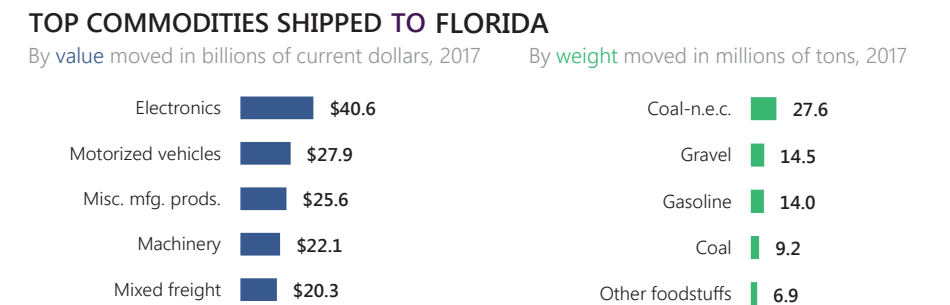 TOP COMMODITIES SHIPPED TO FLORIDA
By value moved in billions of current dollars, 2017
Electronics $40.6
Motorized vehicles $27.9
Misc. mfg. prods. $25.6
Machinery $22.1
Mixed freight $20.3
By weight moved in millions of tons, 2017
Coal-n.e.c. 27.6
Gravel 14.5
Gasoline 14.0
Coal 9.2
Other foodstuffs 6.9